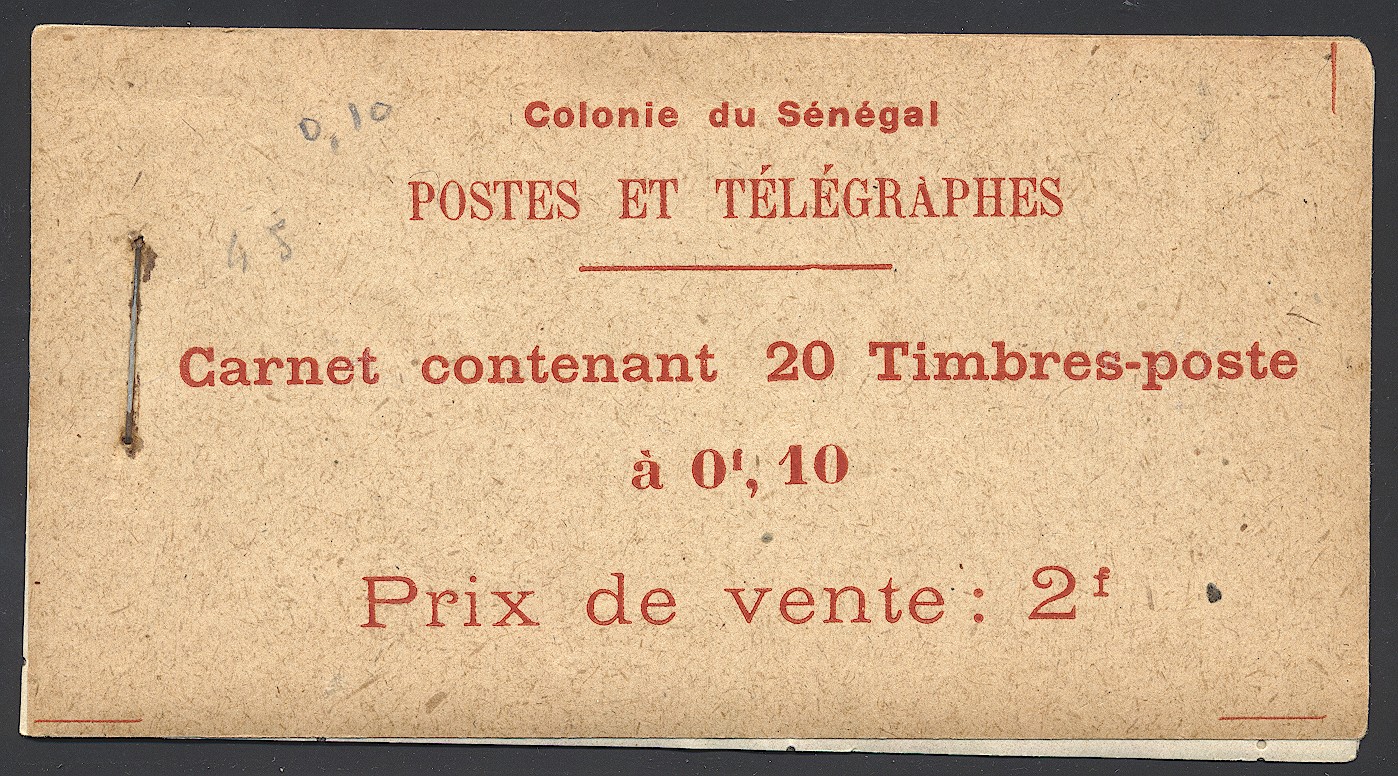 Colonie du Sénégal
0,10
POSTES ET TÉLÉGRAPHES
45
Carnet contenant 20 Timbres-poste
à 0f, 10
Prix de vente : 2f